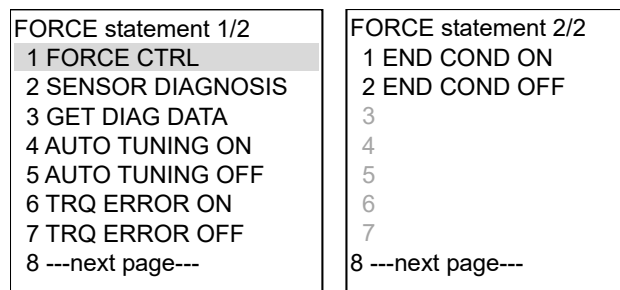 FORCE statement 1/2
1 FORCE CTRL
2 SENSOR DIAGNOSIS
3 GET DIAG DATA
4 AUTO TUNING ON
5 AUTO TUNING OFF
6 TRQ ERROR ON
7 TRQ ERROR OFF
8 ---next page---
FORCE statement 2/2
1 END COND ON
2 END COND OFF
3
4
5
6
7
8 ---next page---